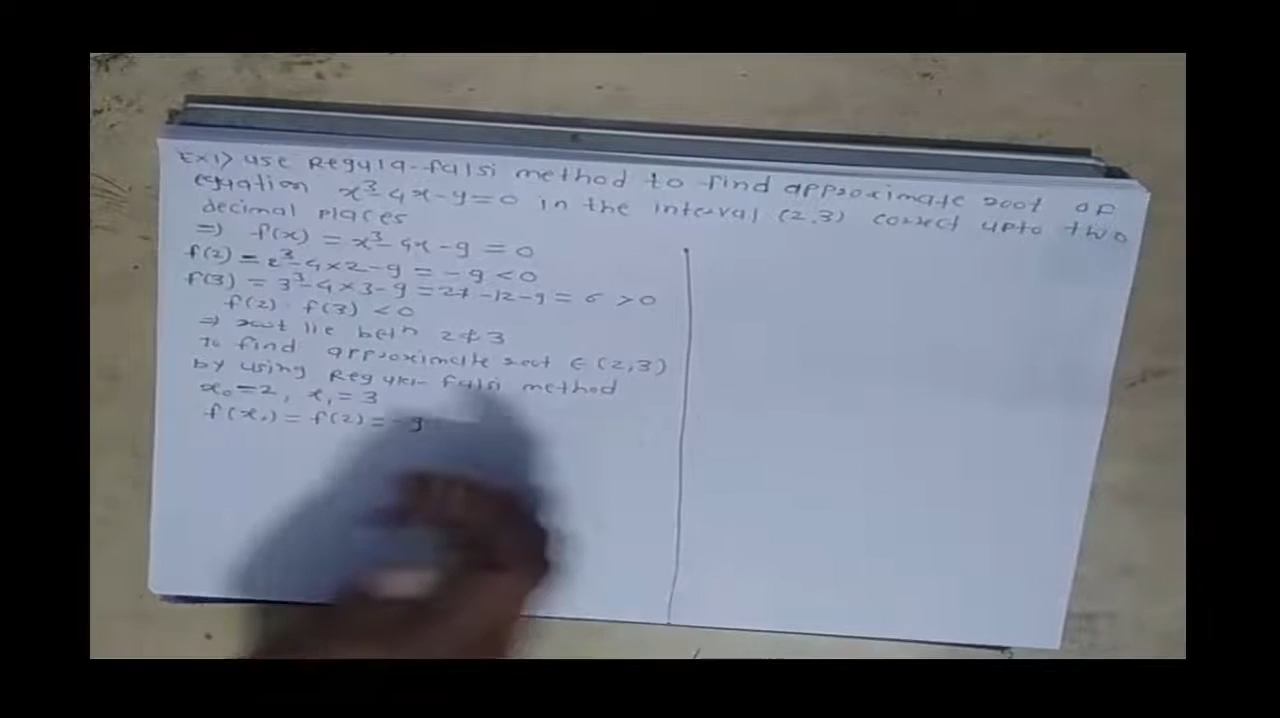 Ex1> use Regula-falsi method to find approximate root of
equation x³-4x-9=0 in the interval (2,3) correct upto two
decimal places
⇒ f(x) = x³-4x-9 = 0
f(2) = 2³-4×2-9 = -9 <0
f(3) = 3³-4×3-9 = 27-12-9 = 6 >0
f(2) · f(3) <0
⇒ root lie betn 2 & 3
To find approximate root ∈ (2,3)
by using Regula-falsi method
x₀=2, x₁=3
f(x₀) = f(2) = -9